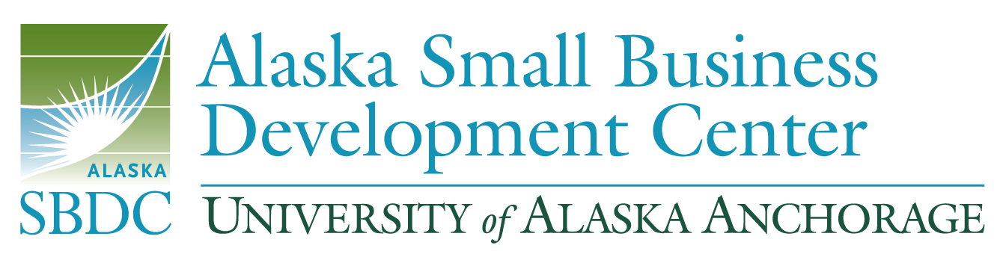 ALASKA
SBDC
Alaska Small Business
Development Center
UNIVERSITY of ALASKA ANCHORAGE